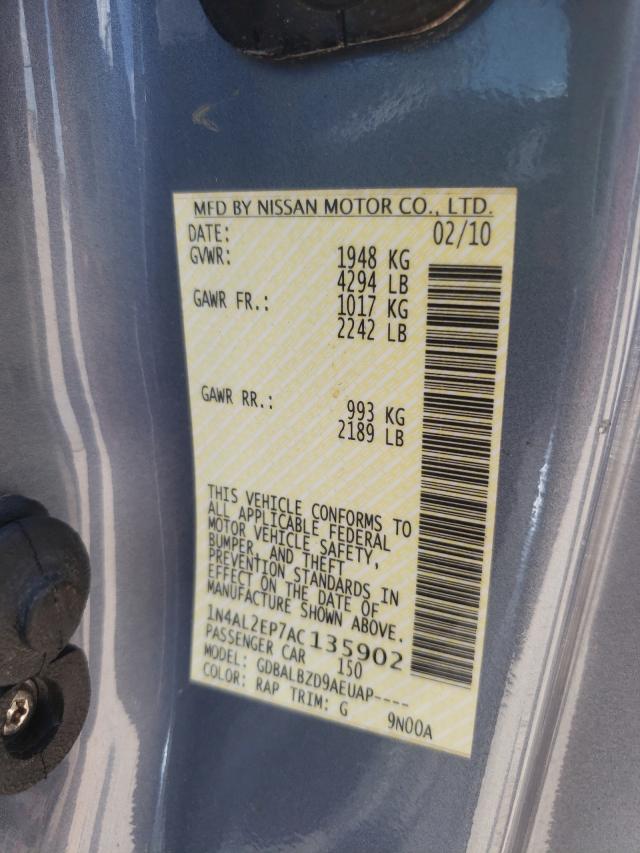 MFD BY NISSAN MOTOR CO., LTD.
DATE: 02/10
GVWR: 1948 KG
4294 LB
GAWR FR.: 1017 KG
2242 LB
GAWR RR.: 993 KG
2189 LB
THIS VEHICLE CONFORMS TO
ALL APPLICABLE FEDERAL
MOTOR VEHICLE SAFETY,
BUMPER, AND THEFT
PREVENTION STANDARDS IN
EFFECT ON THE DATE OF
MANUFACTURE SHOWN ABOVE.
1N4AL2EP7AC135902
PASSENGER CAR 150
MODEL: GDBALBZD9AEUAP----
COLOR: RAP TRIM: G 9N00A